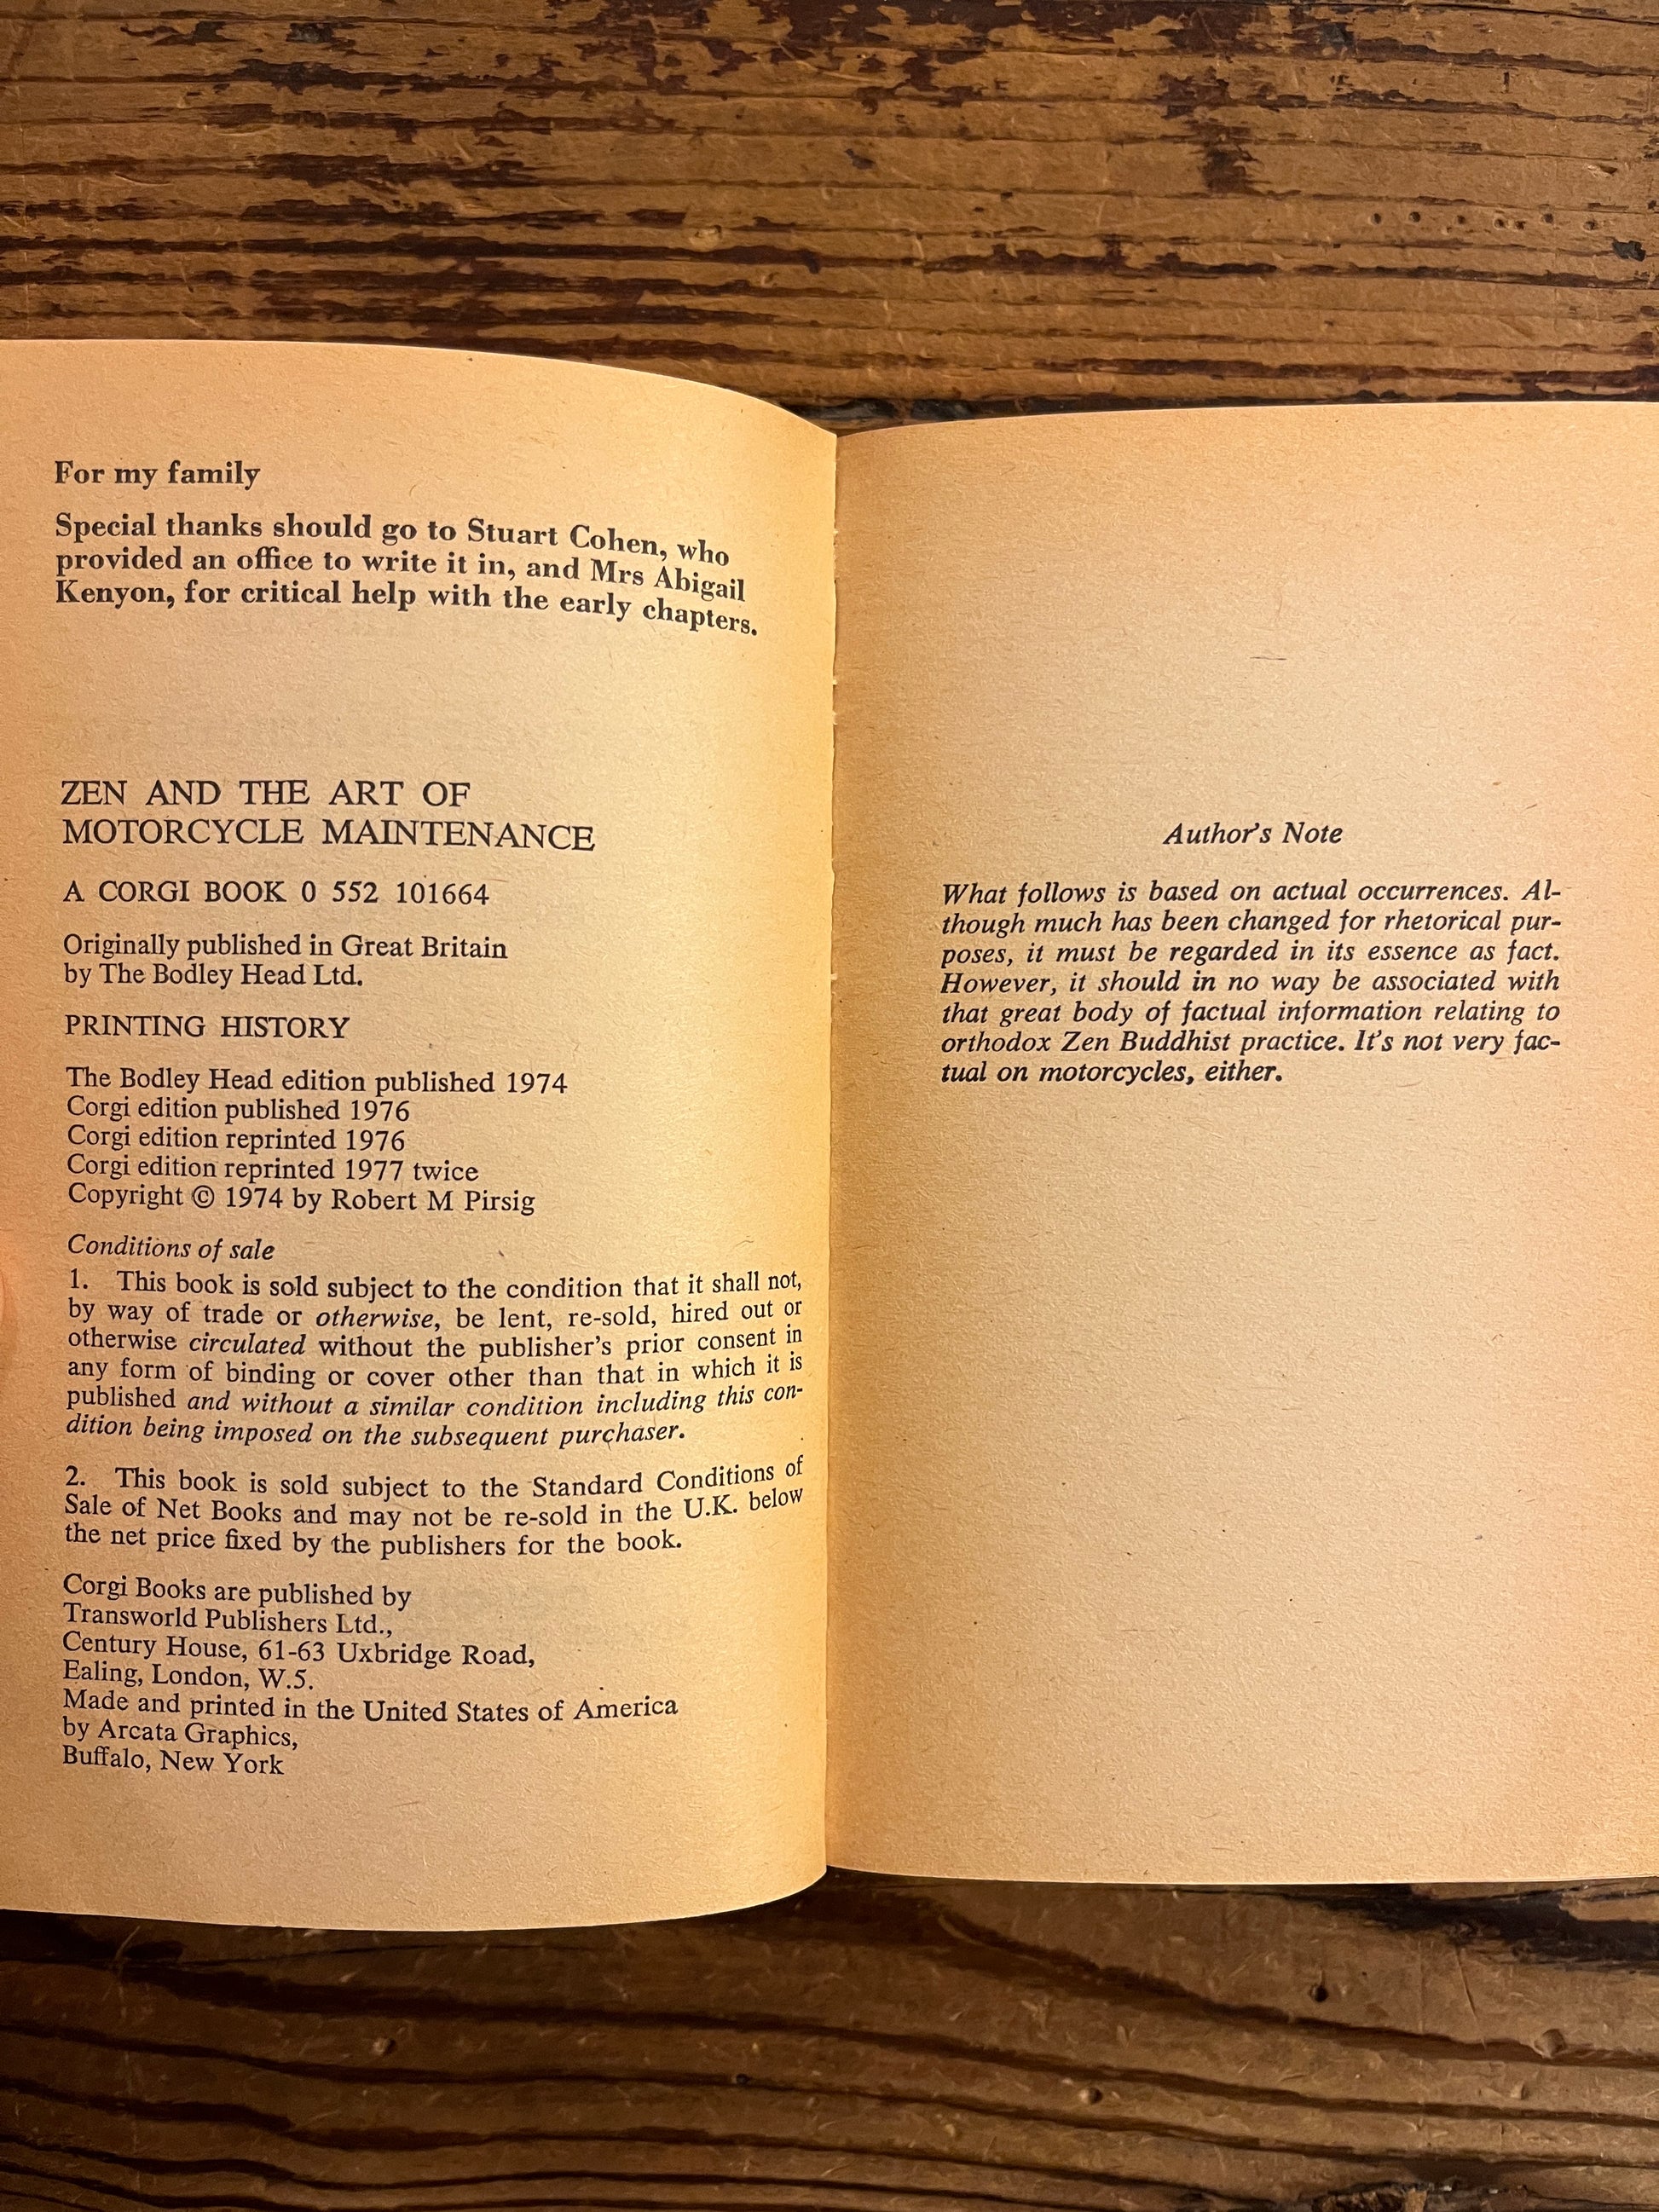 For my family
Special thanks should go to Stuart Cohen, who
provided an office to write it in, and Mrs Abigail
Kenyon, for critical help with the early chapters.
ZEN AND THE ART OF
MOTORCYCLE MAINTENANCE
A CORGI BOOK 0 552 101664
Originally published in Great Britain
by The Bodley Head Ltd.
PRINTING HISTORY
The Bodley Head edition published 1974
Corgi edition published 1976
Corgi edition reprinted 1976
Corgi edition reprinted 1977 twice
Copyright © 1974 by Robert M Pirsig
Conditions of sale
1. This book is sold subject to the condition that it shall not,
by way of trade or otherwise, be lent, re-sold, hired out or
otherwise circulated without the publisher's prior consent in
any form of binding or cover other than that in which it is
published and without a similar condition including this con-
dition being imposed on the subsequent purchaser.
2. This book is sold subject to the Standard Conditions of
Sale of Net Books and may not be re-sold in the U.K. below
the net price fixed by the publishers for the book.
Corgi Books are published by
Transworld Publishers Ltd.,
Century House, 61-63 Uxbridge Road,
Ealing, London, W.5.
Made and printed in the United States of America
by Arcata Graphics,
Buffalo, New York
Author's Note
What follows is based on actual occurrences. Al-
though much has been changed for rhetorical pur-
poses, it must be regarded in its essence as fact.
However, it should in no way be associated with
that great body of factual information relating to
orthodox Zen Buddhist practice. It's not very fac-
tual on motorcycles, either.